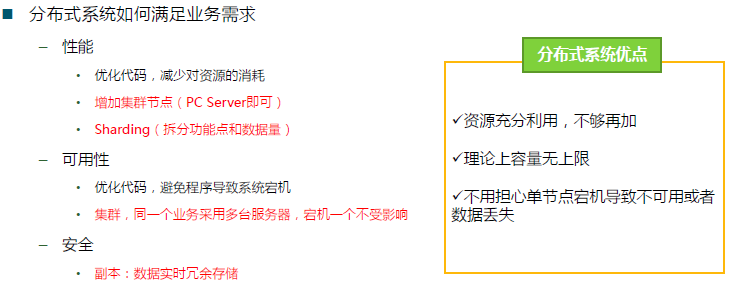 分布式系统如何满足业务需求
– 性能
• 优化代码，减少对资源的消耗
• 增加集群节点（PC Server即可）
• Sharding（拆分功能点和数据量）
– 可用性
• 优化代码，避免程序导致系统宕机
• 集群，同一个业务采用多台服务器，宕机一个不受影响
– 安全
• 副本：数据实时冗余存储
分布式系统优点
✓资源充分利用，不够再加
✓理论上容量无上限
✓不用担心单节点宕机导致不可用或者
数据丢失